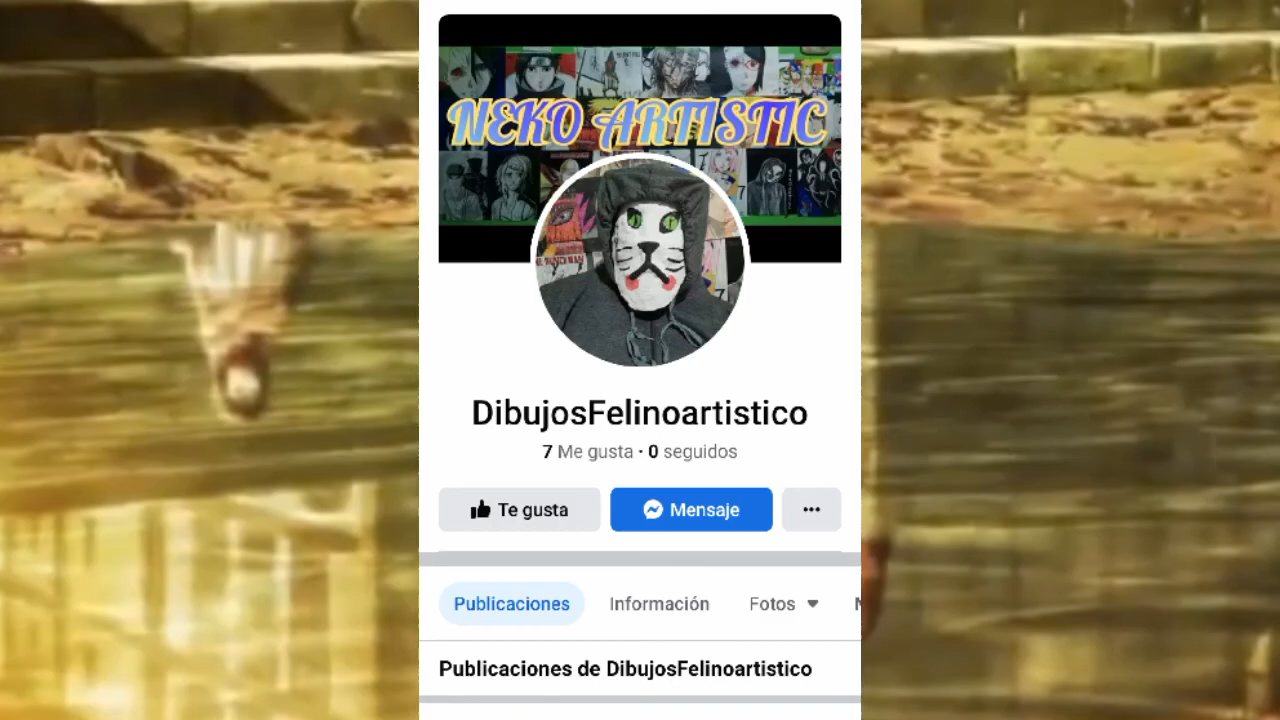 NEKO ARTISTIC
DibujosFelinoartistico
7 Me gusta · 0 seguidos
Te gusta
Mensaje
Publicaciones
Información
Fotos
Publicaciones de DibujosFelinoartistico